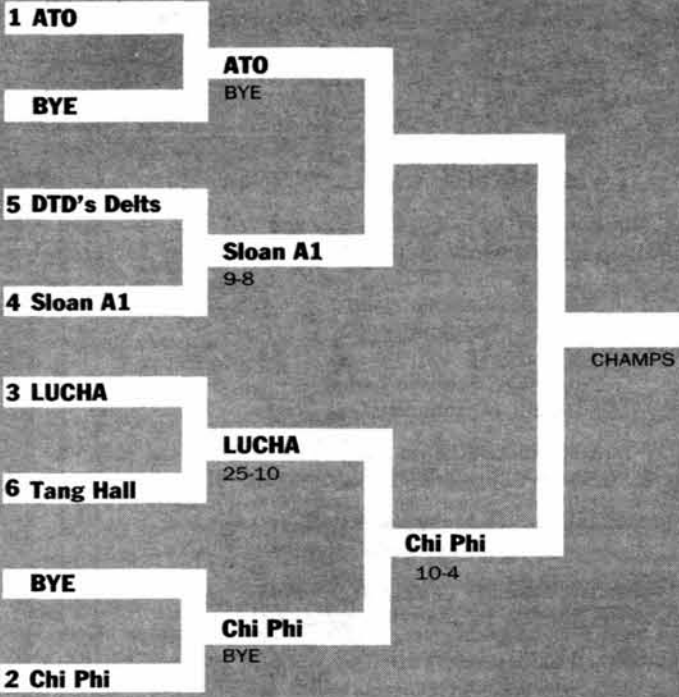 1 ATO
BYE
5 DTD's Delts
4 Sloan A1
3 LUCHA
6 Tang Hall
BYE
2 Chi Phi
ATO
BYE
Sloan A1
9-8
LUCHA
25-10
Chi Phi
BYE
Chi Phi
10-4
CHAMPS